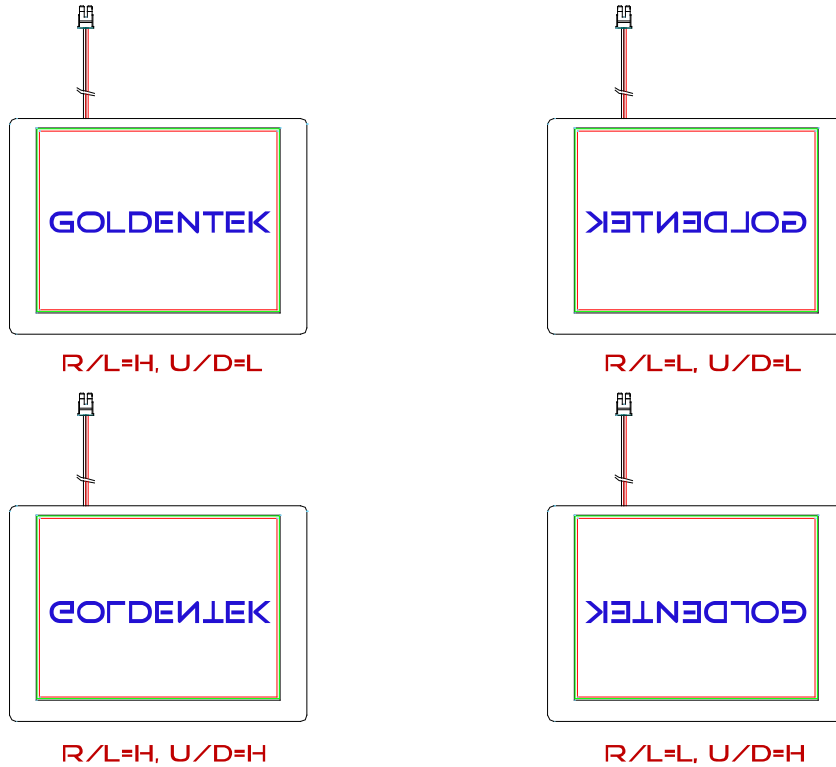 GOLDENTEK
GOLDENTEK
R/L=H, U/D=L
R/L=L, U/D=L
GOLDENTEK
GOLDENTEK
R/L=H, U/D=H
R/L=L, U/D=H